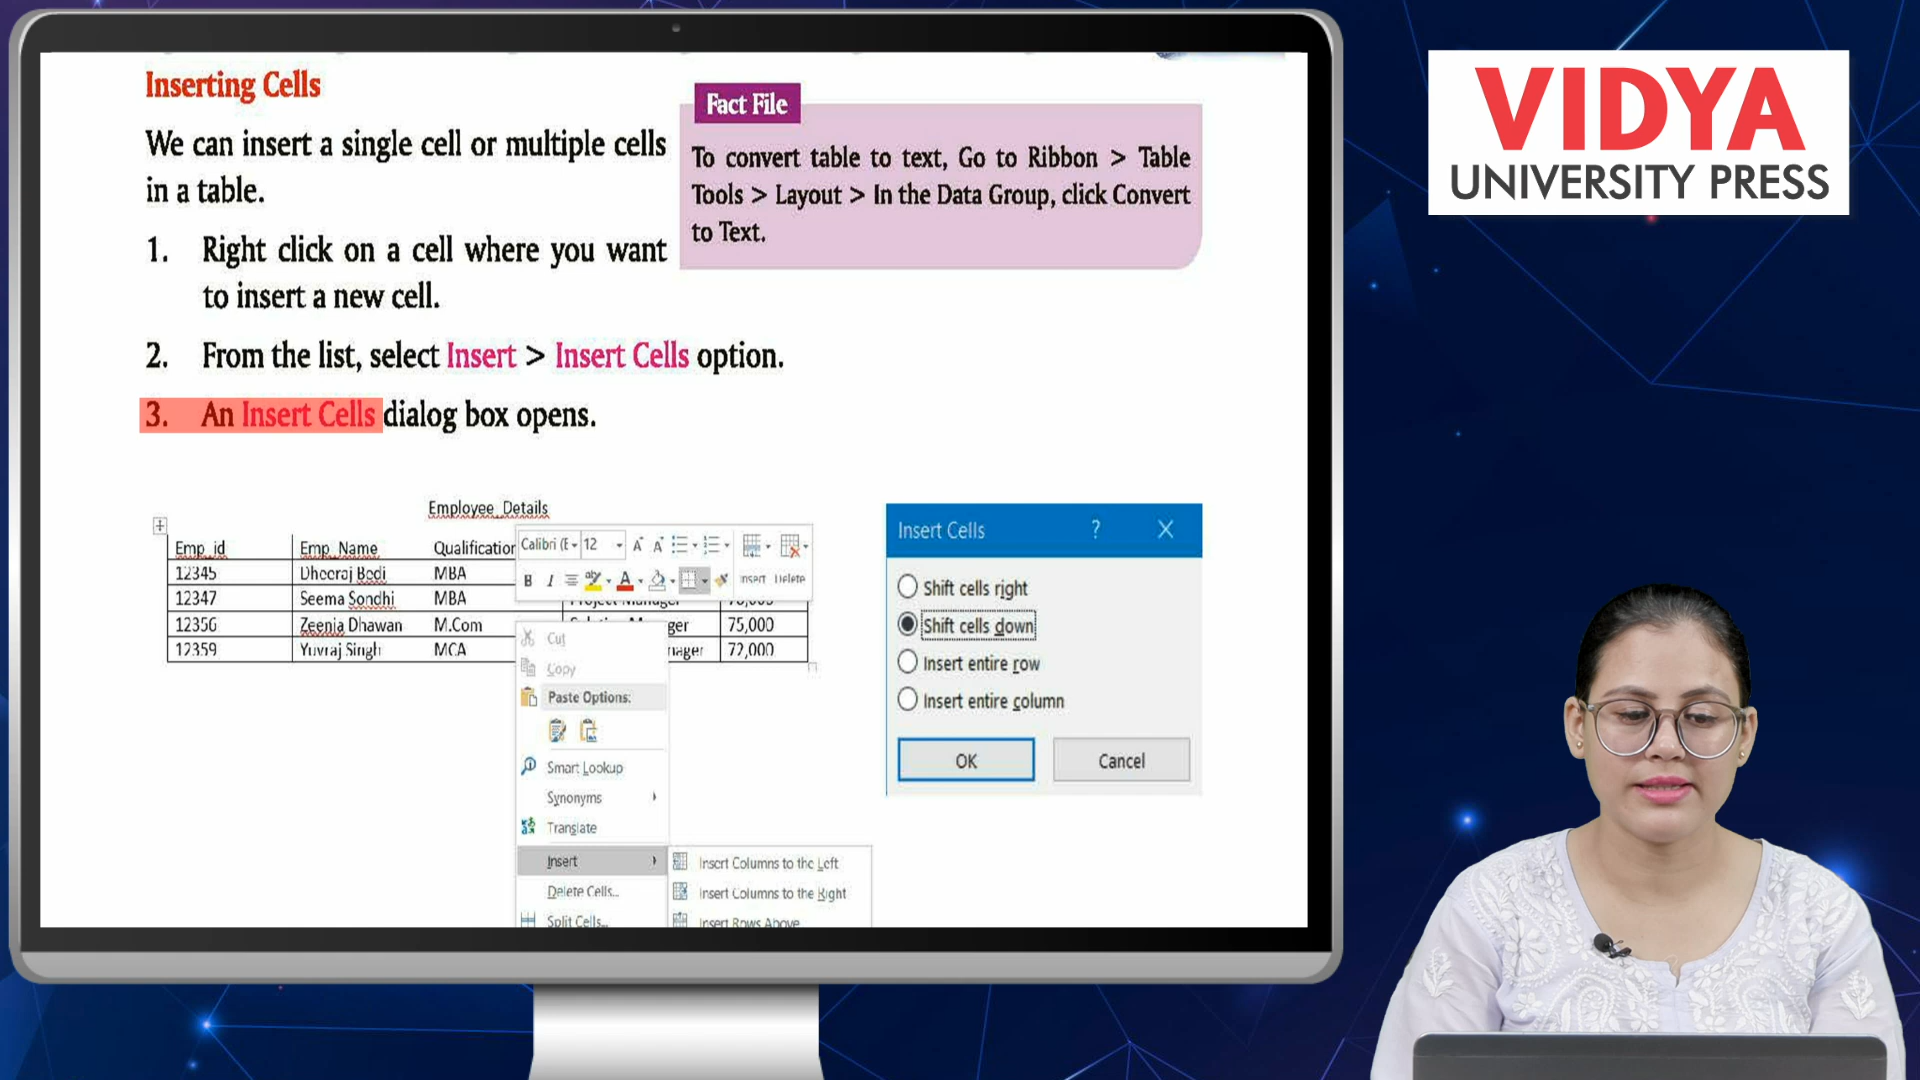 Inserting Cells
We can insert a single cell or multiple cells
in a table.
1. Right click on a cell where you want
to insert a new cell.
2. From the list, select Insert > Insert Cells option.
3. An Insert Cells dialog box opens.
Fact File
To convert table to text, Go to Ribbon > Table
Tools > Layout > In the Data Group, click Convert
to Text.
VIDYA
UNIVERSITY PRESS
Employee_Details
Emp_id Emp_Name Qualification
12345 Dheeraj Bedi MBA
12347 Seema Sondhi MBA
12356 Zeenia Dhawan M.Com ger 75,000
12359 Yuvraj Singh MCA nager 72,000
Calibri (E 12
B I A Insert Delete
Cut
Copy
Paste Options:
Smart Lookup
Synonyms
Translate
Insert
Delete Cells...
Split Cells...
Insert Columns to the Left
Insert Columns to the Right
Insert Rows Above
Insert Cells ? X
Shift cells right
Shift cells down
Insert entire row
Insert entire column
OK Cancel